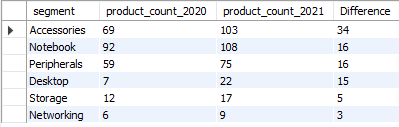 segment product_count_2020 product_count_2021 Difference
Accessories 69 103 34
Notebook 92 108 16
Peripherals 59 75 16
Desktop 7 22 15
Storage 12 17 5
Networking 6 9 3